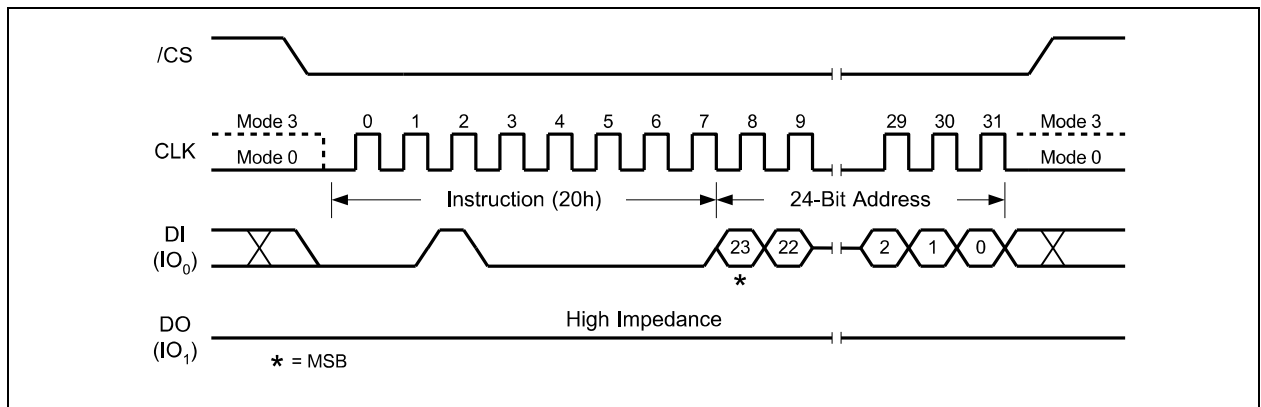 /CS
Mode 3 0 1 2 3 4 5 6 7 8 9 29 30 31 Mode 3
CLK
Mode 0 Mode 0
Instruction (20h) 24-Bit Address
DI
(IO₀)
23 22 2 1 0
*
High Impedance
DO
(IO₁)
* = MSB